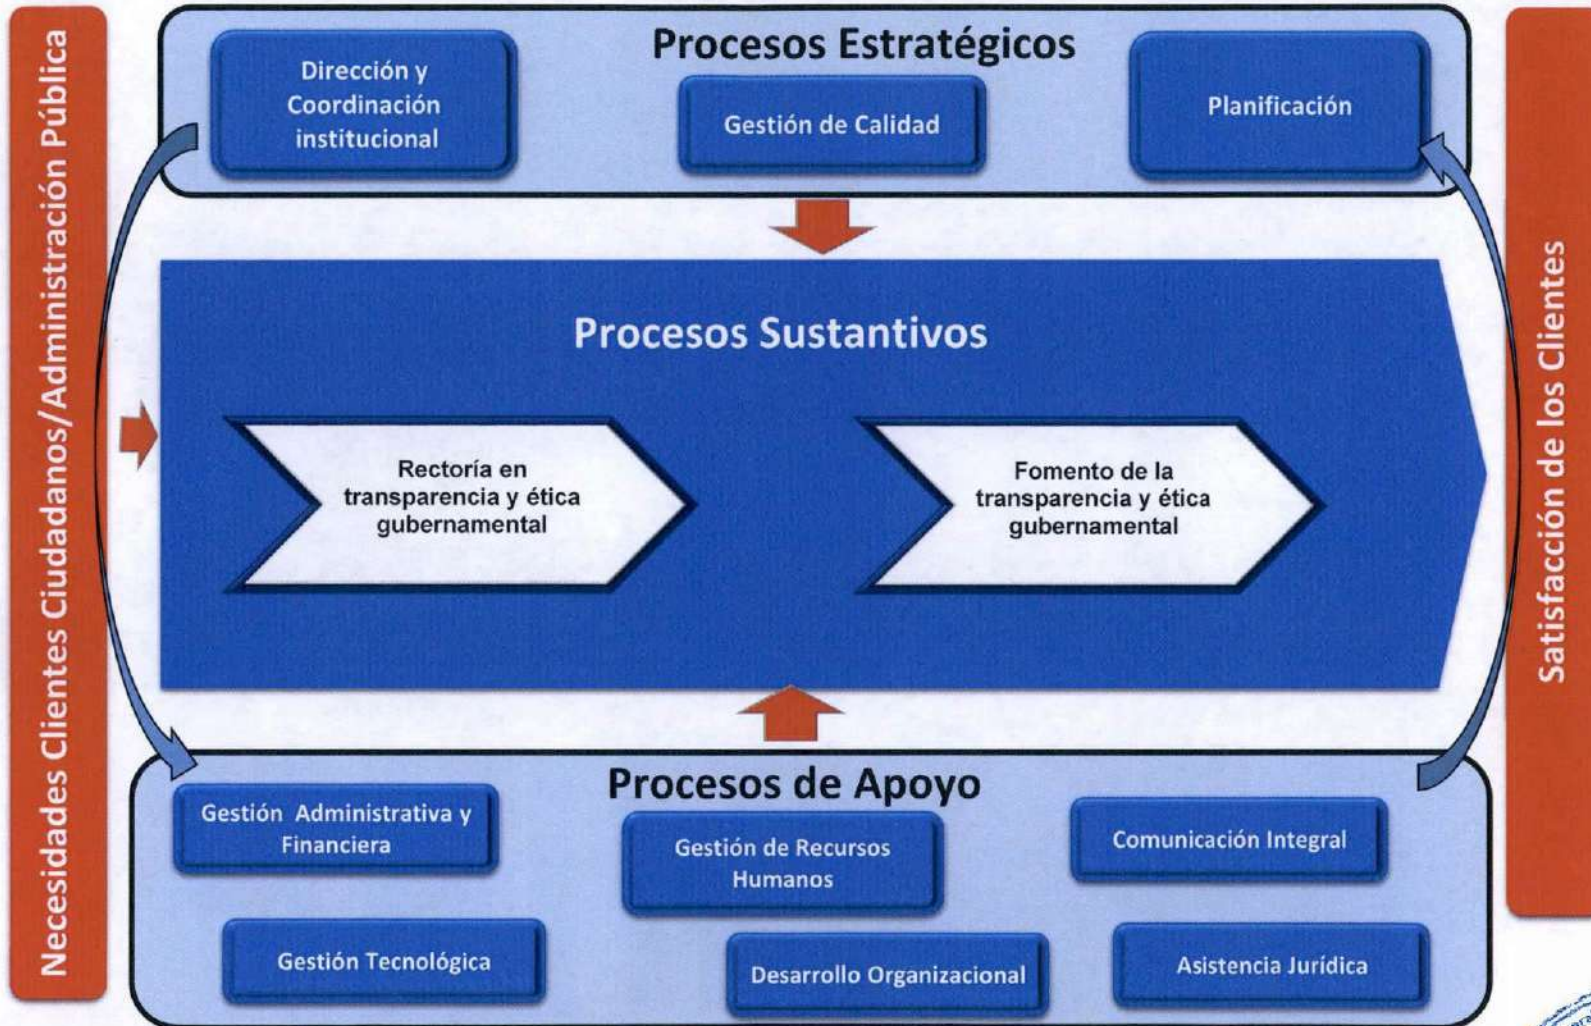 Necesidades Clientes Ciudadanos/Administración Pública
Procesos Estratégicos
Dirección y
Coordinación
institucional
Gestión de Calidad
Planificación
Procesos Sustantivos
Rectoría en
transparencia y ética
gubernamental
Fomento de la
transparencia y ética
gubernamental
Procesos de Apoyo
Gestión Administrativa y
Financiera
Gestión de Recursos
Humanos
Comunicación Integral
Gestión Tecnológica
Desarrollo Organizacional
Asistencia Jurídica
Satisfacción de los Clientes